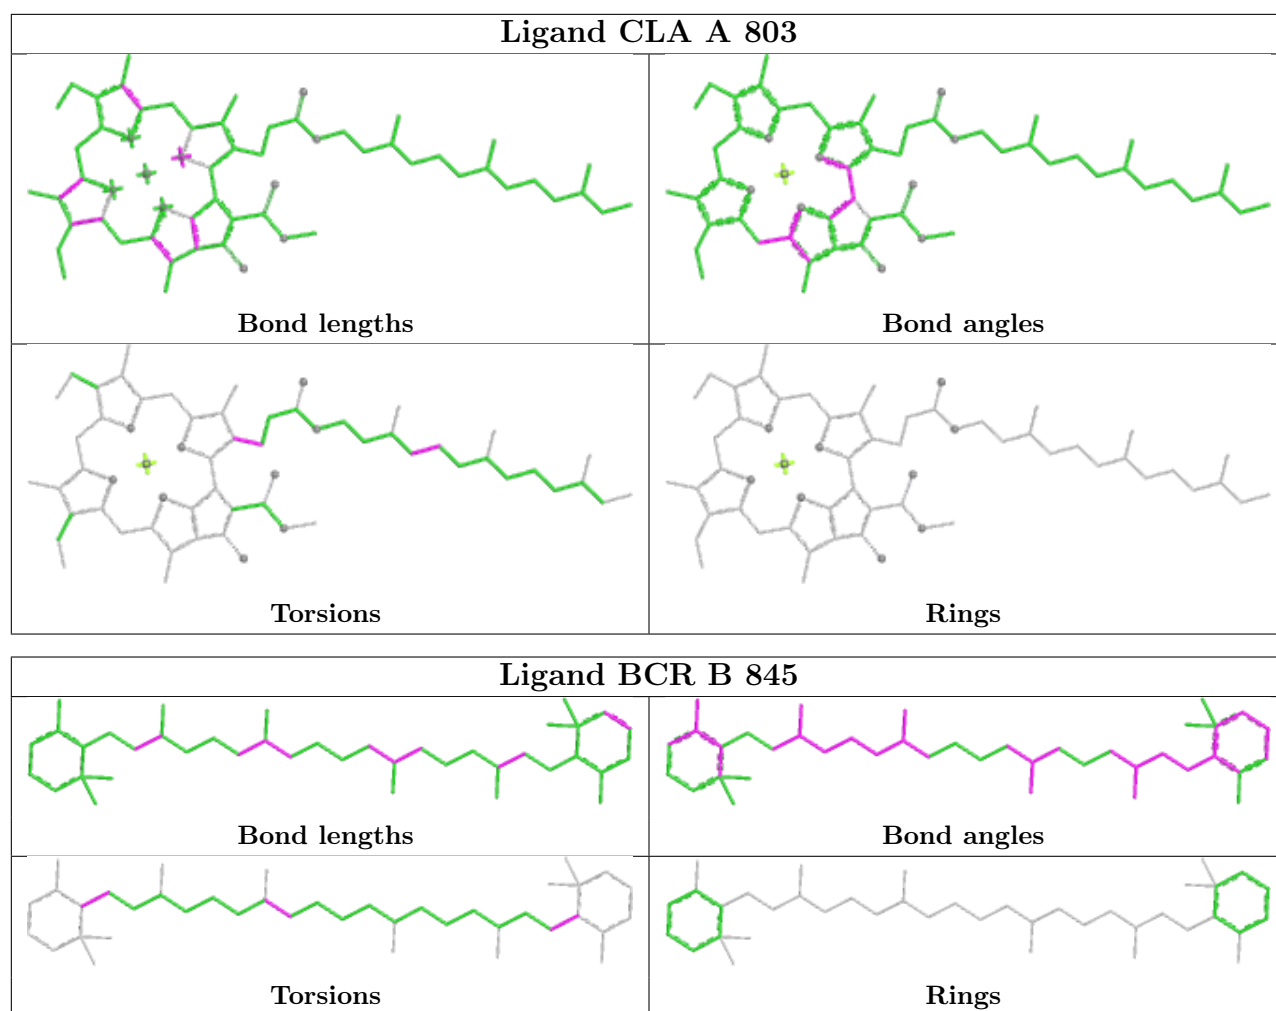 Ligand CLA A 803
Bond lengths
Bond angles
Torsions
Rings
Ligand BCR B 845
Bond lengths
Bond angles
Torsions
Rings